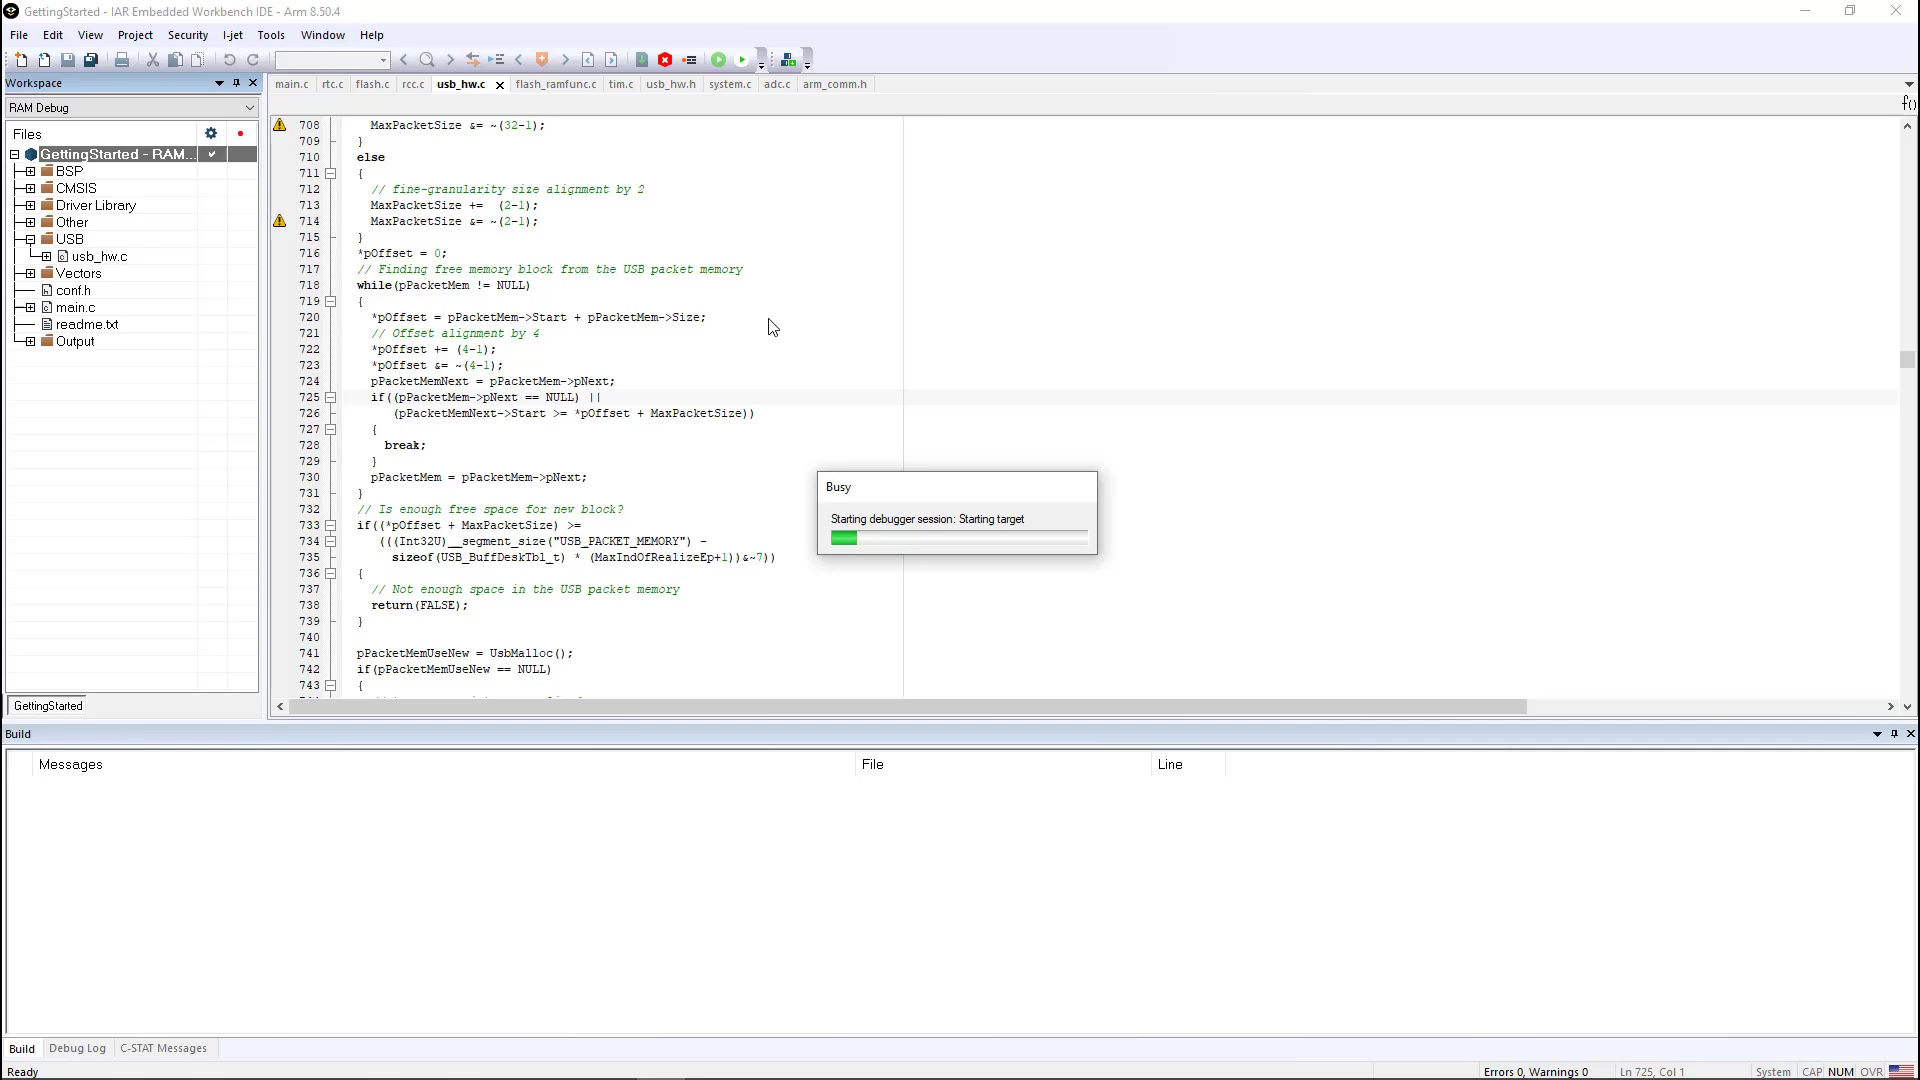 GettingStarted - IAR Embedded Workbench IDE - Arm 8.50.4
File Edit View Project Security I-jet Tools Window Help
Workspace
main.c rtc.c flash.c rcc.c usb_hw.c flash_ramfunc.c tim.c usb_hw.h system.c adc.c arm_comm.h
RAM Debug
f()
Files
GettingStarted - RAM...
BSP
CMSIS
Driver Library
Other
USB
usb_hw.c
Vectors
conf.h
main.c
readme.txt
Output
GettingStarted
708 MaxPacketSize &= ~(32-1);
709 }
710 else
711 {
712 // fine-granularity size alignment by 2
713 MaxPacketSize += (2-1);
714 MaxPacketSize &= ~(2-1);
715 }
716 *pOffset = 0;
717 // Finding free memory block from the USB packet memory
718 while(pPacketMem != NULL)
719 {
720 *pOffset = pPacketMem->Start + pPacketMem->Size;
721 // Offset alignment by 4
722 *pOffset += (4-1);
723 *pOffset &= ~(4-1);
724 pPacketMemNext = pPacketMem->pNext;
725 if((pPacketMem->pNext == NULL) ||
726 (pPacketMemNext->Start >= *pOffset + MaxPacketSize))
727 {
728 break;
729 }
730 pPacketMem = pPacketMem->pNext;
731 }
732 // Is enough free space for new block?
733 if((*pOffset + MaxPacketSize) >=
734 (((Int32U)__segment_size("USB_PACKET_MEMORY") -
735 sizeof(USB_BuffDeskTbl_t) * (MaxIndOfRealizeEp+1))&~7))
736 {
737 // Not enough space in the USB packet memory
738 return(FALSE);
739 }
740
741 pPacketMemUseNew = UsbMalloc();
742 if(pPacketMemUseNew == NULL)
743 {
Busy
Starting debugger session: Starting target
Build
Messages File Line
Build Debug Log C-STAT Messages
Ready Errors 0, Warnings 0 Ln 725, Col 1 System CAP NUM OVR